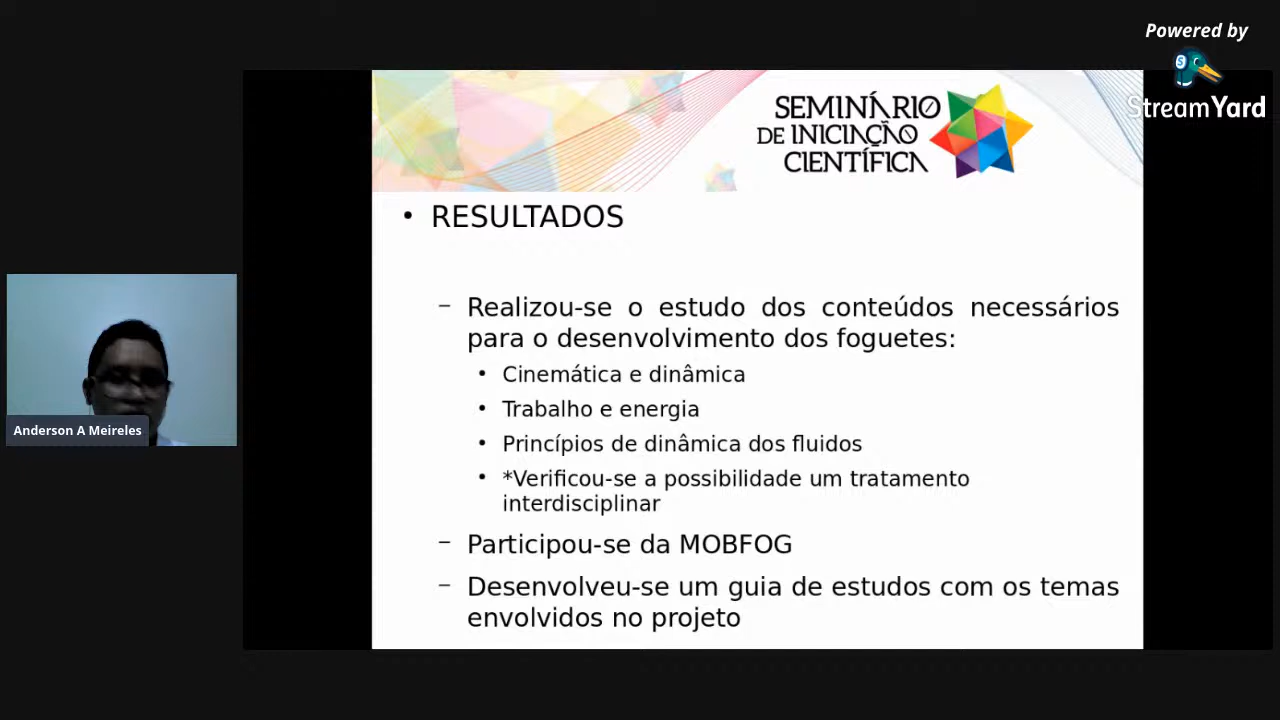 Powered by
StreamYard
SEMINÁRIO
DE INICIAÇÃO
CIENTÍFICA
• RESULTADOS
– Realizou-se o estudo dos conteúdos necessários
para o desenvolvimento dos foguetes:
• Cinemática e dinâmica
• Trabalho e energia
• Princípios de dinâmica dos fluidos
• *Verificou-se a possibilidade um tratamento
interdisciplinar
– Participou-se da MOBFOG
– Desenvolveu-se um guia de estudos com os temas
envolvidos no projeto
Anderson A Meireles